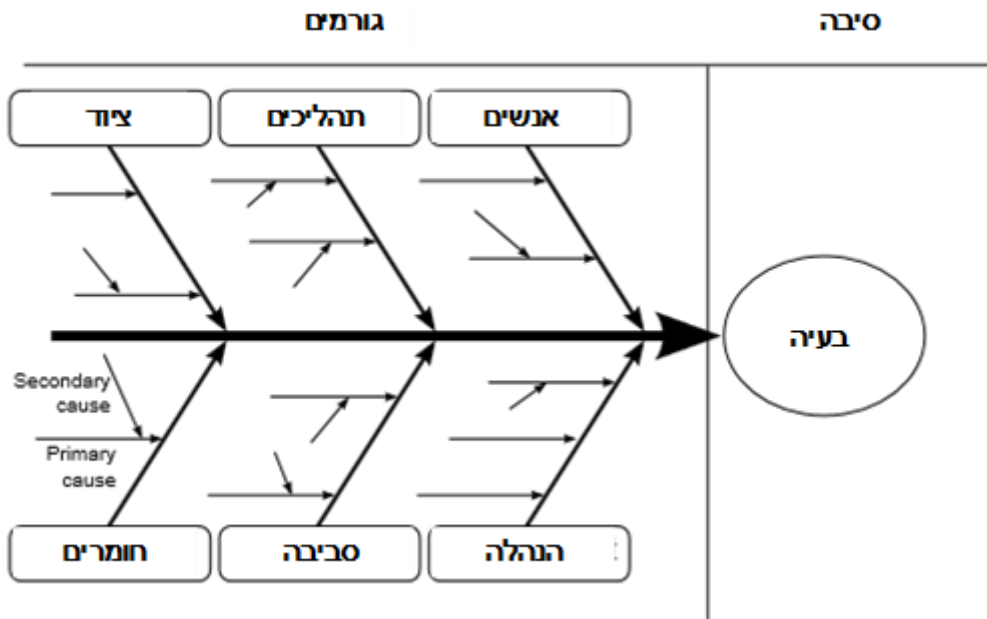 סיבה
גורמים
אנשים
תהליכים
ציוד
בעיה
Secondary
cause
Primary
cause
הנהלה
סביבה
חומרים